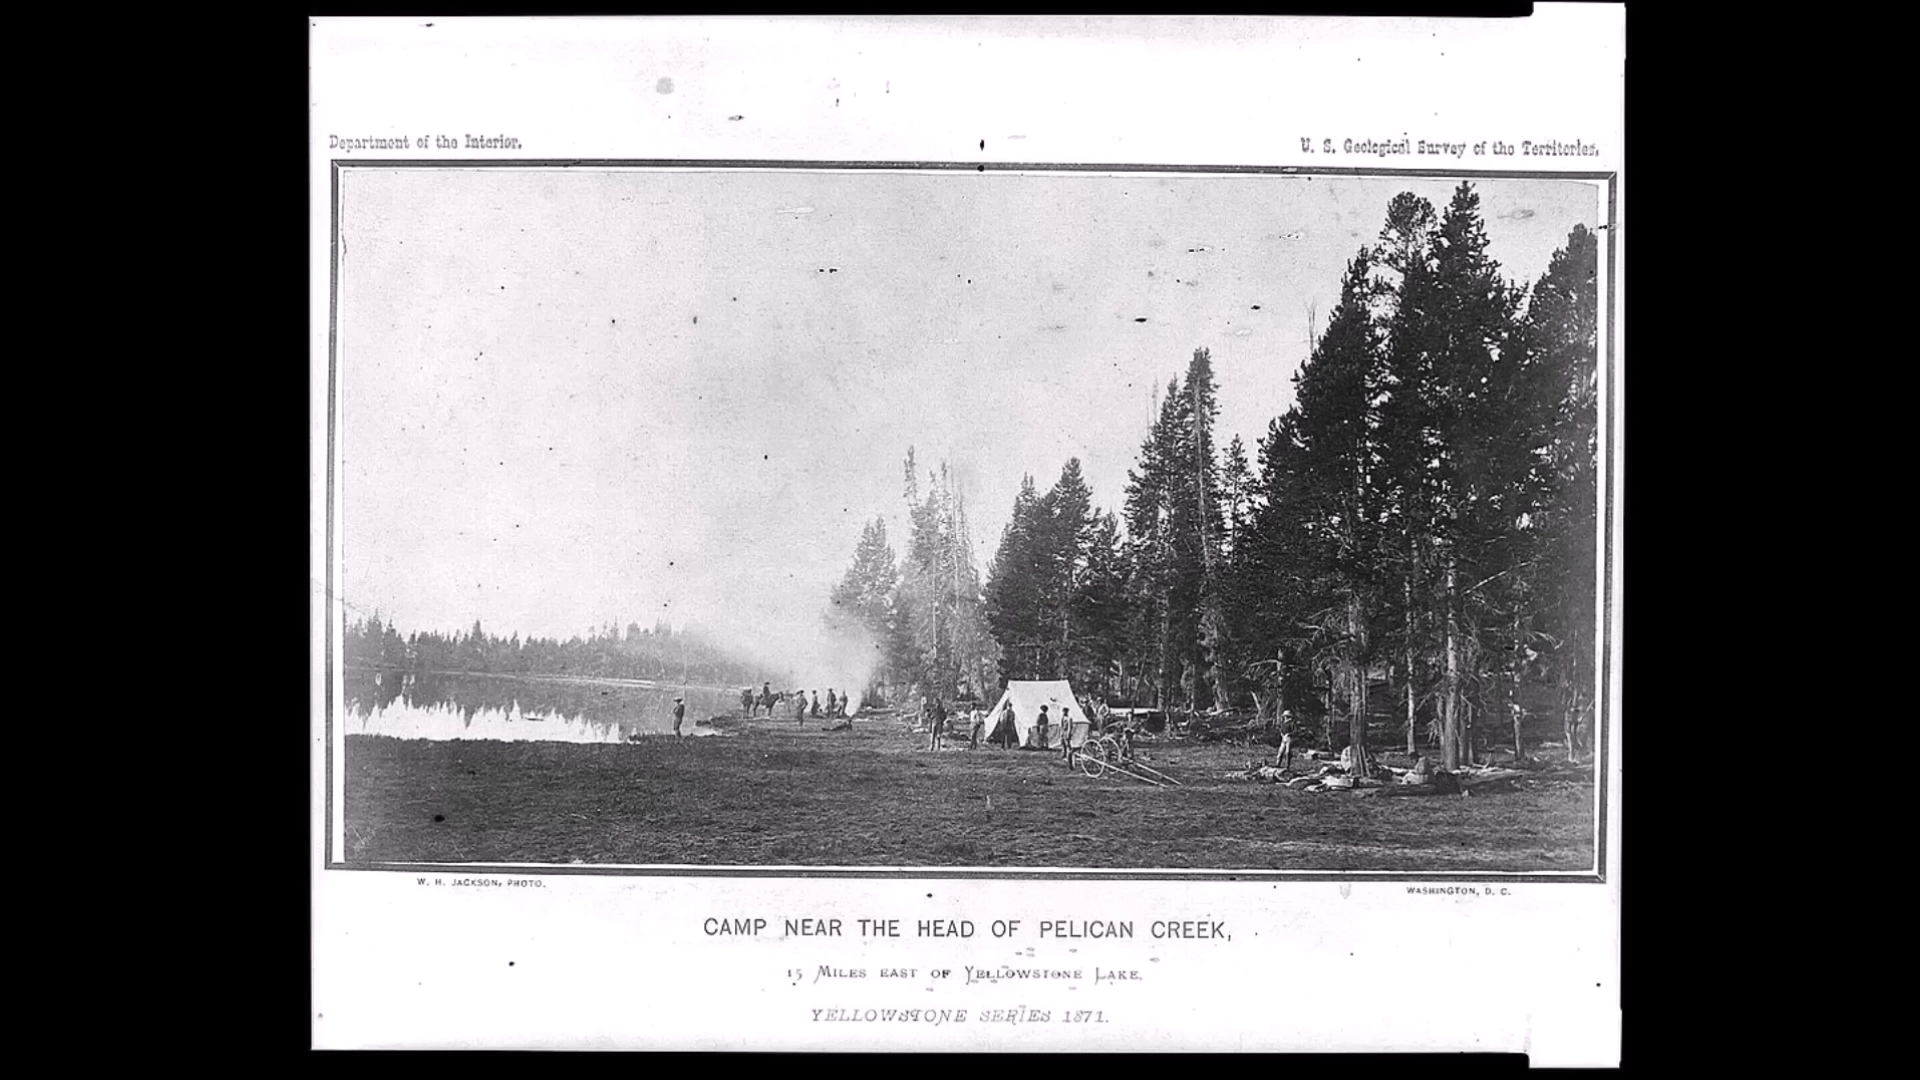 Department of the Interior.
U. S. Geological Survey of the Territories.
W. H. JACKSON, PHOTO.
WASHINGTON, D. C.
CAMP NEAR THE HEAD OF PELICAN CREEK,
15 MILES EAST OF YELLOWSTONE LAKE,
YELLOWSTONE SERIES 1871.